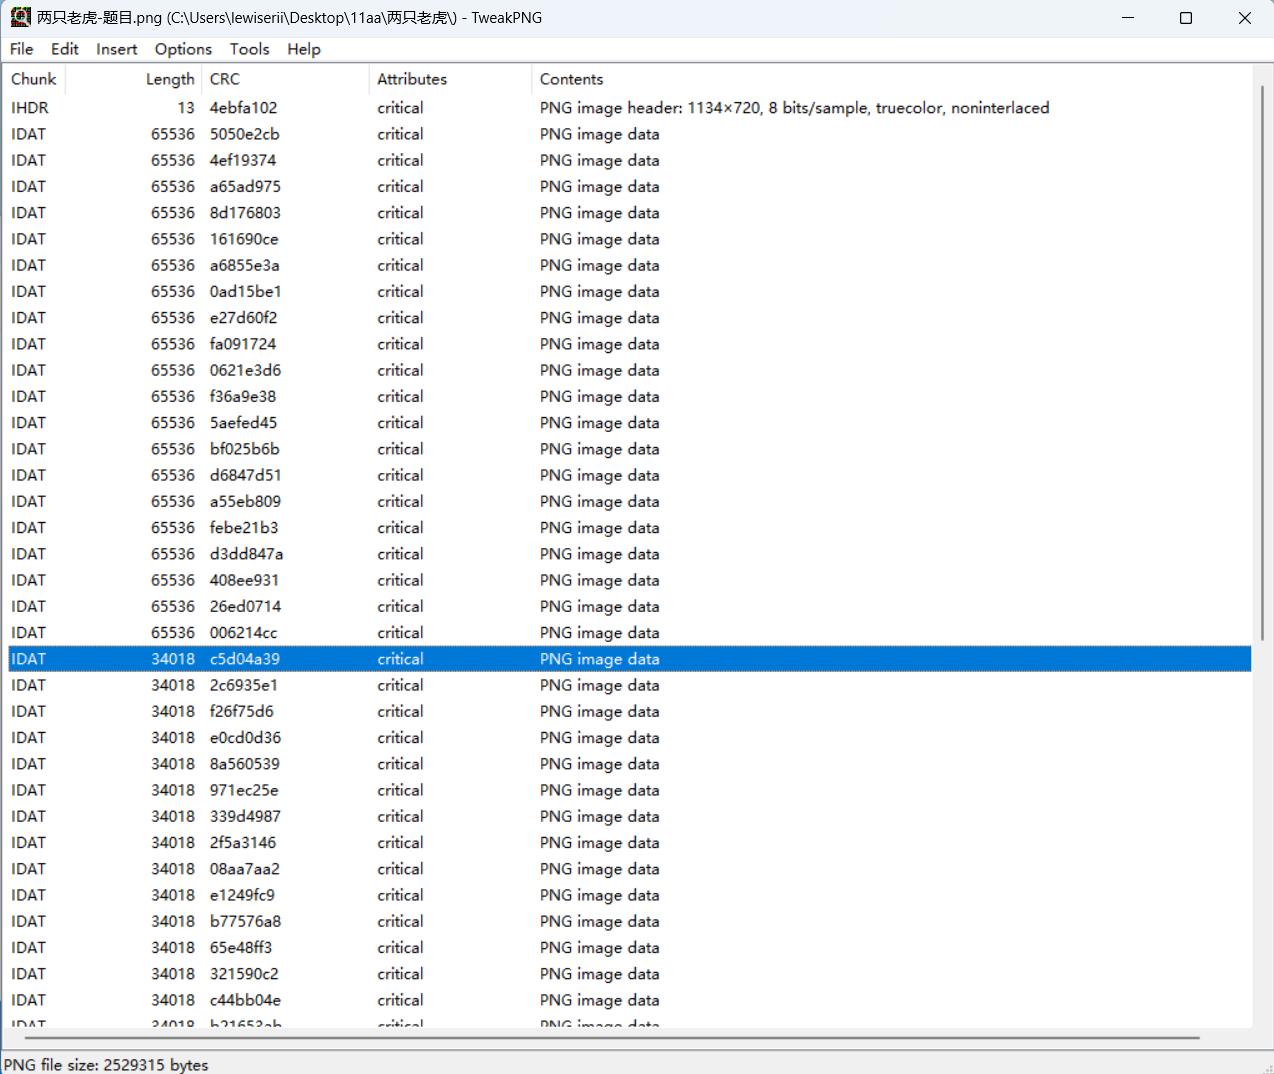 两只老虎-题目.png (C:\Users\lewiserii\Desktop\11aa\两只老虎\) - TweakPNG
File Edit Insert Options Tools Help
Chunk Length CRC Attributes Contents
IHDR 13 4ebfa102 critical PNG image header: 1134×720, 8 bits/sample, truecolor, noninterlaced
IDAT 65536 5050e2cb critical PNG image data
IDAT 65536 4ef19374 critical PNG image data
IDAT 65536 a65ad975 critical PNG image data
IDAT 65536 8d176803 critical PNG image data
IDAT 65536 161690ce critical PNG image data
IDAT 65536 a6855e3a critical PNG image data
IDAT 65536 0ad15be1 critical PNG image data
IDAT 65536 e27d60f2 critical PNG image data
IDAT 65536 fa091724 critical PNG image data
IDAT 65536 0621e3d6 critical PNG image data
IDAT 65536 f36a9e38 critical PNG image data
IDAT 65536 5aefed45 critical PNG image data
IDAT 65536 bf025b6b critical PNG image data
IDAT 65536 d6847d51 critical PNG image data
IDAT 65536 a55eb809 critical PNG image data
IDAT 65536 febe21b3 critical PNG image data
IDAT 65536 d3dd847a critical PNG image data
IDAT 65536 408ee931 critical PNG image data
IDAT 65536 26ed0714 critical PNG image data
IDAT 65536 006214cc critical PNG image data
IDAT 34018 c5d04a39 critical PNG image data
IDAT 34018 2c6935e1 critical PNG image data
IDAT 34018 f26f75d6 critical PNG image data
IDAT 34018 e0cd0d36 critical PNG image data
IDAT 34018 8a560539 critical PNG image data
IDAT 34018 971ec25e critical PNG image data
IDAT 34018 339d4987 critical PNG image data
IDAT 34018 2f5a3146 critical PNG image data
IDAT 34018 08aa7aa2 critical PNG image data
IDAT 34018 e1249fc9 critical PNG image data
IDAT 34018 b77576a8 critical PNG image data
IDAT 34018 65e48ff3 critical PNG image data
IDAT 34018 321590c2 critical PNG image data
IDAT 34018 c44bb04e critical PNG image data
IDAT 34018 critical PNG image data
PNG file size: 2529315 bytes